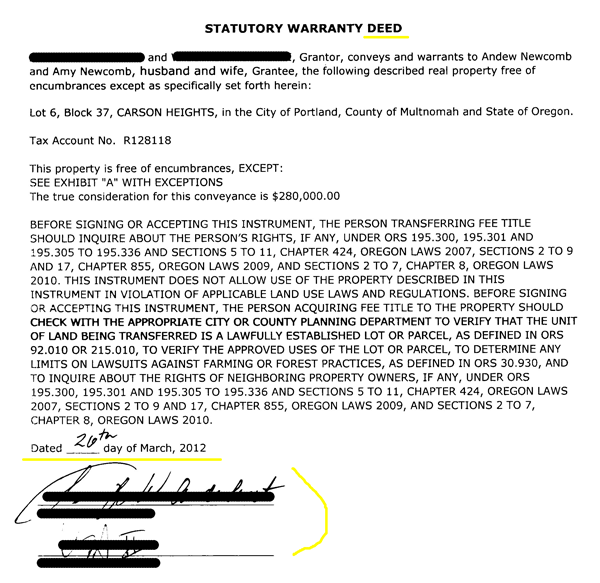 STATUTORY WARRANTY DEED
and , Grantor, conveys and warrants to Andew Newcomb
and Amy Newcomb, husband and wife, Grantee, the following described real property free of
encumbrances except as specifically set forth herein:
Lot 6, Block 37, CARSON HEIGHTS, in the City of Portland, County of Multnomah and State of Oregon.
Tax Account No. R128118
This property is free of encumbrances, EXCEPT:
SEE EXHIBIT "A" WITH EXCEPTIONS
The true consideration for this conveyance is $280,000.00
BEFORE SIGNING OR ACCEPTING THIS INSTRUMENT, THE PERSON TRANSFERRING FEE TITLE
SHOULD INQUIRE ABOUT THE PERSON'S RIGHTS, IF ANY, UNDER ORS 195.300, 195.301 AND
195.305 TO 195.336 AND SECTIONS 5 TO 11, CHAPTER 424, OREGON LAWS 2007, SECTIONS 2 TO 9
AND 17, CHAPTER 855, OREGON LAWS 2009, AND SECTIONS 2 TO 7, CHAPTER 8, OREGON LAWS
2010. THIS INSTRUMENT DOES NOT ALLOW USE OF THE PROPERTY DESCRIBED IN THIS
INSTRUMENT IN VIOLATION OF APPLICABLE LAND USE LAWS AND REGULATIONS. BEFORE SIGNING
OR ACCEPTING THIS INSTRUMENT, THE PERSON ACQUIRING FEE TITLE TO THE PROPERTY SHOULD
CHECK WITH THE APPROPRIATE CITY OR COUNTY PLANNING DEPARTMENT TO VERIFY THAT THE UNIT
OF LAND BEING TRANSFERRED IS A LAWFULLY ESTABLISHED LOT OR PARCEL, AS DEFINED IN ORS
92.010 OR 215.010, TO VERIFY THE APPROVED USES OF THE LOT OR PARCEL, TO DETERMINE ANY
LIMITS ON LAWSUITS AGAINST FARMING OR FOREST PRACTICES, AS DEFINED IN ORS 30.930, AND
TO INQUIRE ABOUT THE RIGHTS OF NEIGHBORING PROPERTY OWNERS, IF ANY, UNDER ORS
195.300, 195.301 AND 195.305 TO 195.336 AND SECTIONS 5 TO 11, CHAPTER 424, OREGON LAWS
2007, SECTIONS 2 TO 9 AND 17, CHAPTER 855, OREGON LAWS 2009, AND SECTIONS 2 TO 7,
CHAPTER 8, OREGON LAWS 2010.
Dated 26th day of March, 2012